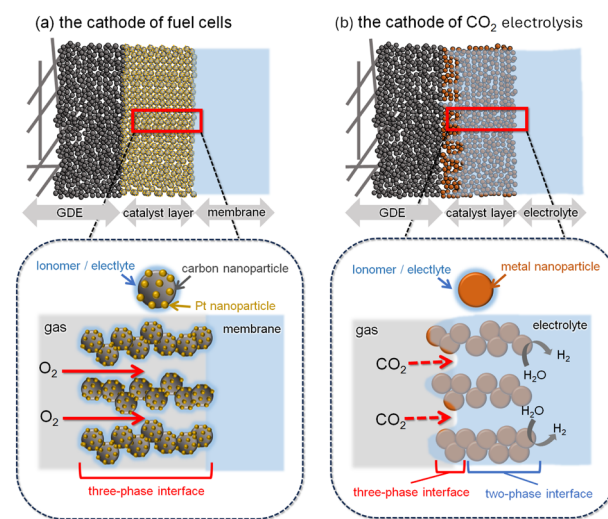 (a) the cathode of fuel cells
GDE
catalyst layer
membrane
Ionomer / electlyte
carbon nanoparticle
Pt nanoparticle
gas
membrane
O2
O2
three-phase interface
(b) the cathode of CO2 electrolysis
GDE
catalyst layer
electrolyte
Ionomer / electlyte
metal nanoparticle
gas
electrolyte
CO2
H2
H2O
CO2
H2O
H2
three-phase interface
two-phase interface